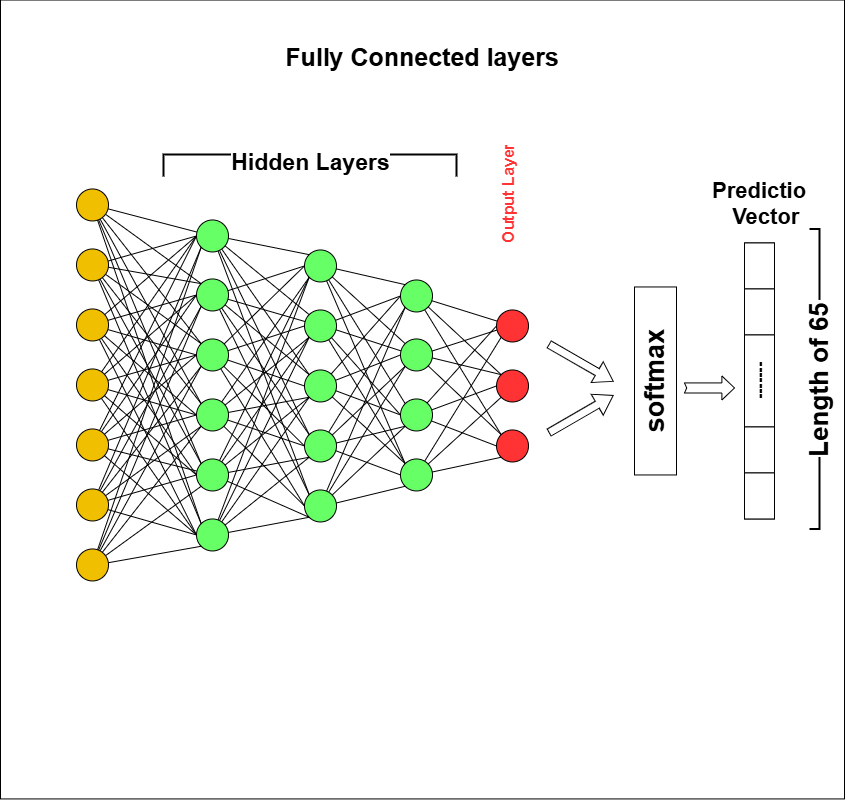 Fully Connected layers
Hidden Layers
Output Layer
softmax
Predictio
Vector
Length of 65